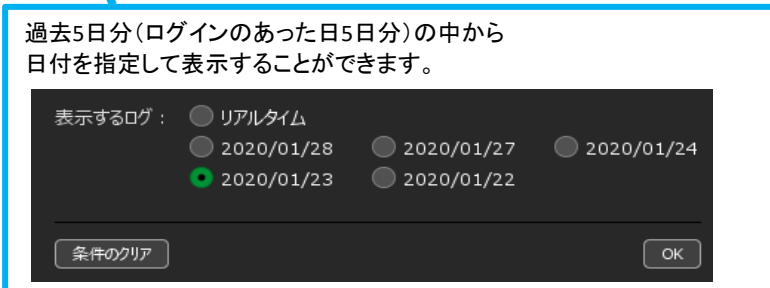 過去5日分（ログインのあった日5日分）の中から
日付を指定して表示することができます。
表示するログ： リアルタイム
2020/01/28 2020/01/27 2020/01/24
2020/01/23 2020/01/22
条件のクリア OK